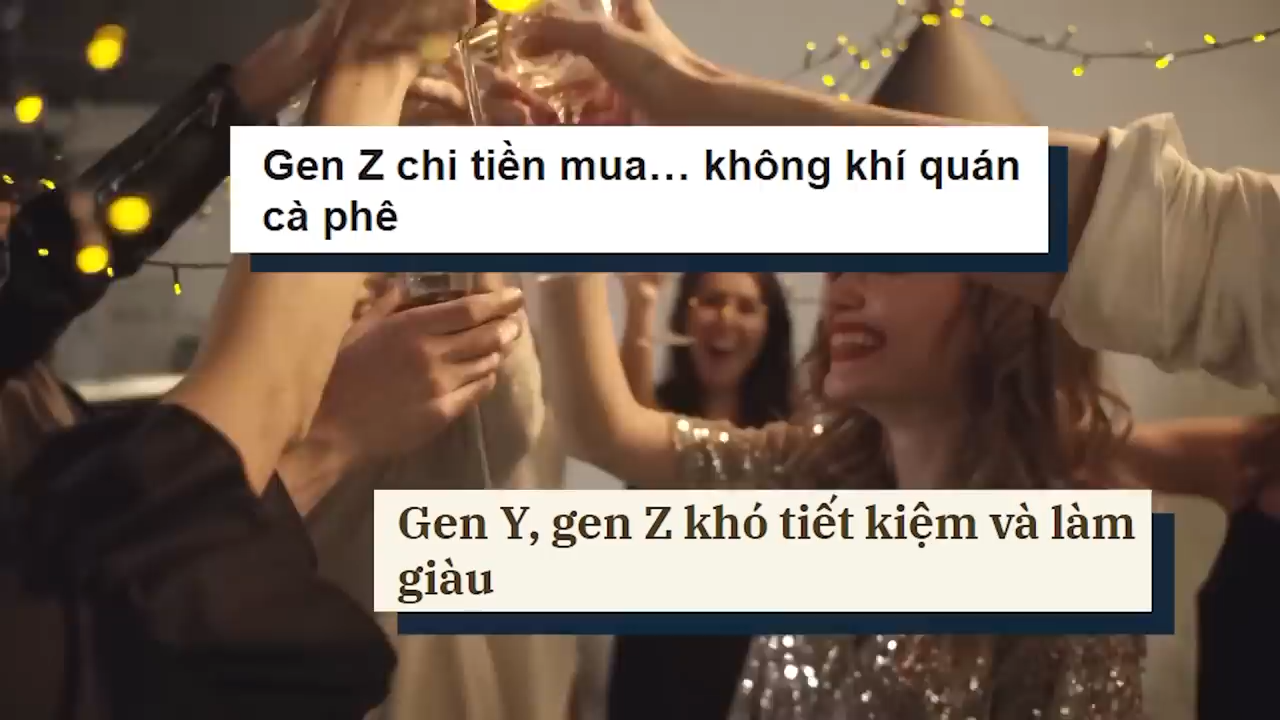 Gen Z chi tiền mua... không khí quán
cà phê
Gen Y, gen Z khó tiết kiệm và làm
giàu